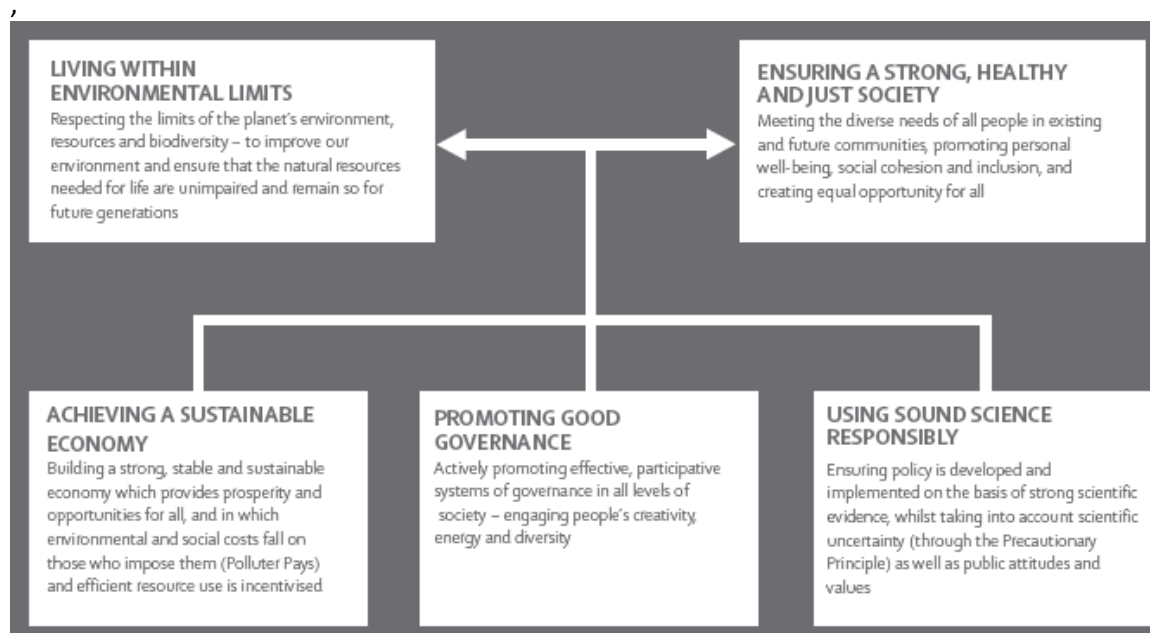 ,
LIVING WITHIN
ENVIRONMENTAL LIMITS
Respecting the limits of the planet's environment,
resources and biodiversity – to improve our
environment and ensure that the natural resources
needed for life are unimpaired and remain so for
future generations
ENSURING A STRONG, HEALTHY
AND JUST SOCIETY
Meeting the diverse needs of all people in existing
and future communities, promoting personal
well-being, social cohesion and inclusion, and
creating equal opportunity for all
ACHIEVING A SUSTAINABLE
ECONOMY
Building a strong, stable and sustainable
economy which provides prosperity and
opportunities for all, and in which
environmental and social costs fall on
those who impose them (Polluter Pays)
and efficient resource use is incentivised
PROMOTING GOOD
GOVERNANCE
Actively promoting effective, participative
systems of governance in all levels of
society – engaging people's creativity,
energy and diversity
USING SOUND SCIENCE
RESPONSIBLY
Ensuring policy is developed and
implemented on the basis of strong scientific
evidence, whilst taking into account scientific
uncertainty (through the Precautionary
Principle) as well as public attitudes and
values